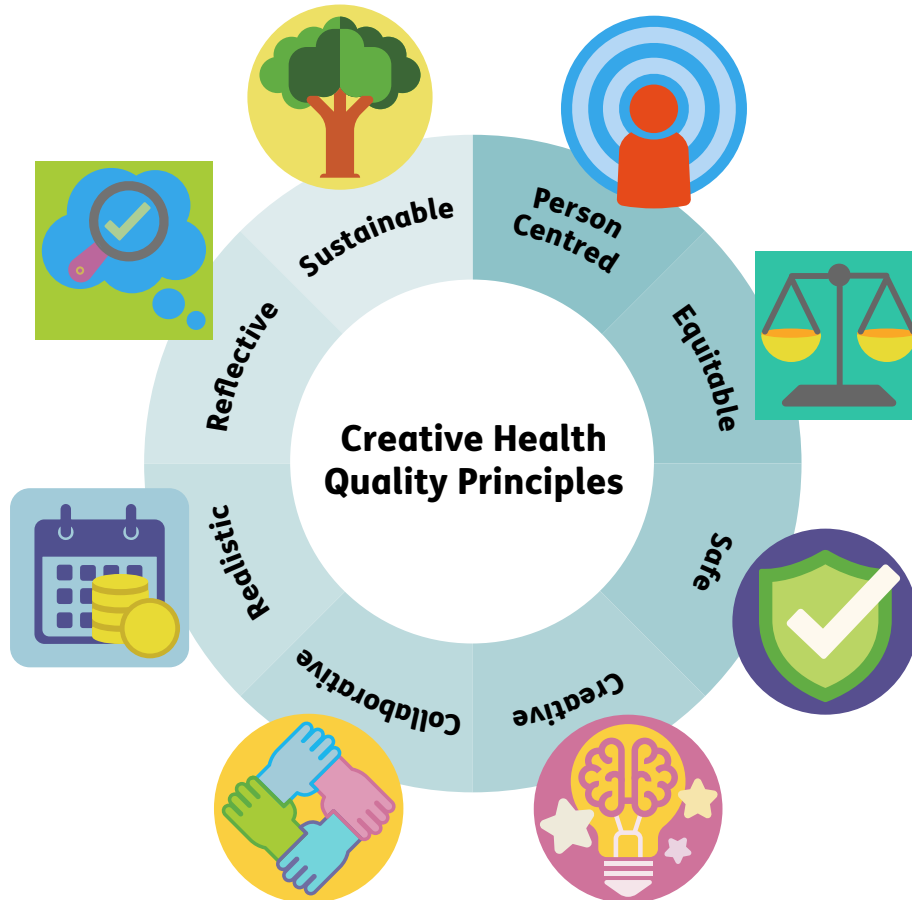 Creative Health
Quality Principles
Person
Centred
Equitable
Safe
Creative
Collaborative
Realistic
Reflective
Sustainable